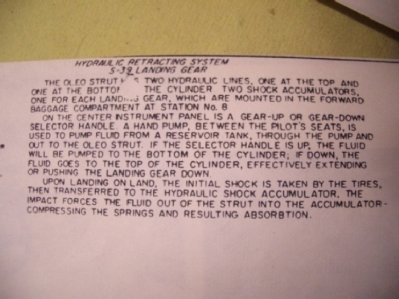 HYDRAULIC RETRACTING SYSTEM
S-39 LANDING GEAR
THE OLEO STRUT HAS TWO HYDRAULIC LINES, ONE AT THE TOP AND
ONE AT THE BOTTOM THE CYLINDER TWO SHOCK ACCUMULATORS,
ONE FOR EACH LANDING GEAR, WHICH ARE MOUNTED IN THE FORWARD
BAGGAGE COMPARTMENT AT STATION No. 8
ON THE CENTER INSTRUMENT PANEL IS A GEAR-UP OR GEAR-DOWN
SELECTOR HANDLE. A HAND PUMP, BETWEEN THE PILOT'S SEATS, IS
USED TO PUMP FLUID FROM A RESERVOIR TANK, THROUGH THE PUMP AND
OUT TO THE OLEO STRUT. IF THE SELECTOR HANDLE IS UP, THE FLUID
WILL BE PUMPED TO THE BOTTOM OF THE CYLINDER; IF DOWN, THE
FLUID GOES TO THE TOP OF THE CYLINDER, EFFECTIVELY EXTENDING
OR PUSHING THE LANDING GEAR DOWN.
UPON LANDING ON LAND, THE INITIAL SHOCK IS TAKEN BY THE TIRES,
THEN TRANSFERRED TO THE HYDRAULIC SHOCK ACCUMULATOR, THE
IMPACT FORCES THE FLUID OUT OF THE STRUT INTO THE ACCUMULATOR-
COMPRESSING THE SPRINGS AND RESULTING ABSORBTION.